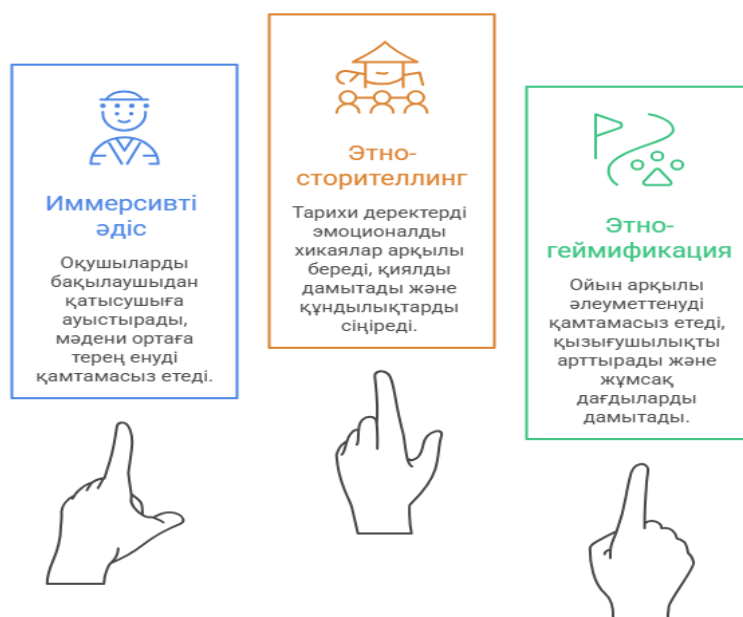 Иммерсивті
әдіс
Оқушыларды
бақылаушыдан
қатысушыға
ауыстырады,
мәдени ортаға
терең енуді
қамтамасыз етеді.
Этно-
сторителлинг
Тарихи деректерді
эмоционалды
хикаялар арқылы
береді, қиялды
дамытады және
құндылықтарды
сіңіреді.
Этно-
геймификация
Ойын арқылы
әлеуметтенуді
қамтамасыз етеді,
қызығушылықты
арттырады және
жұмсақ
дағдыларды
дамытады.